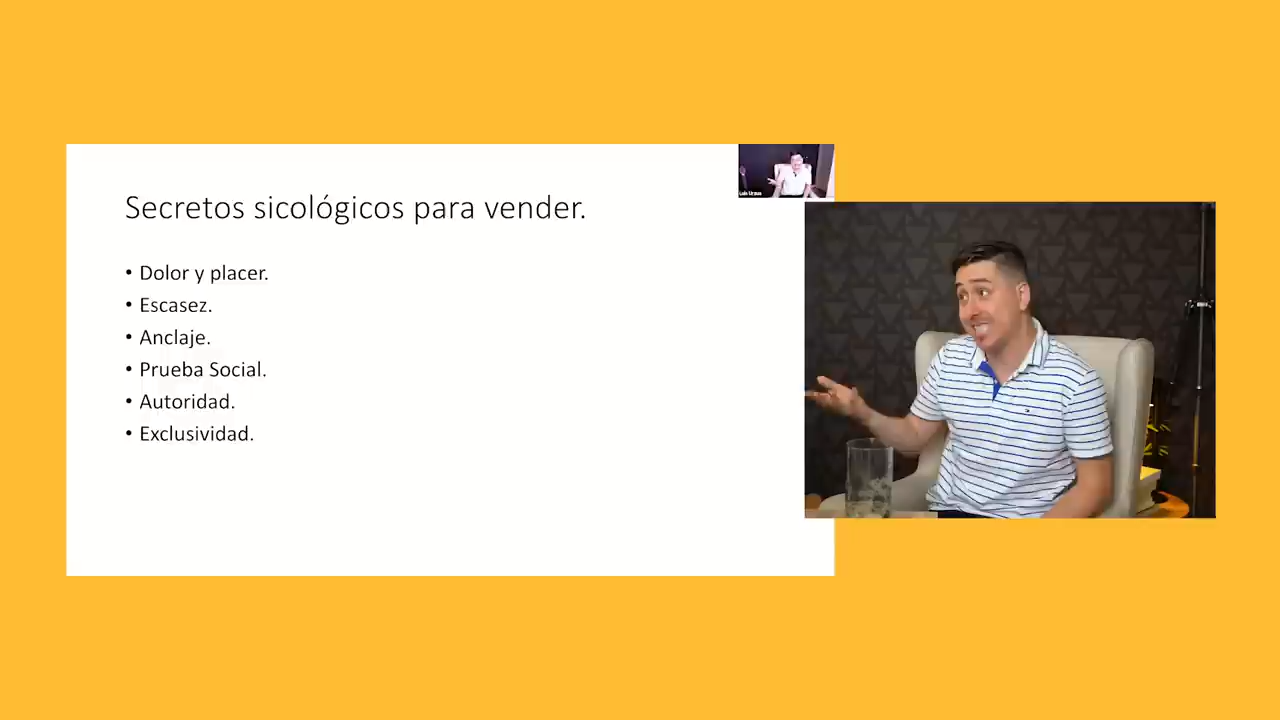 Secretos sicológicos para vender.
• Dolor y placer.
• Escasez.
• Anclaje.
• Prueba Social.
• Autoridad.
• Exclusividad.